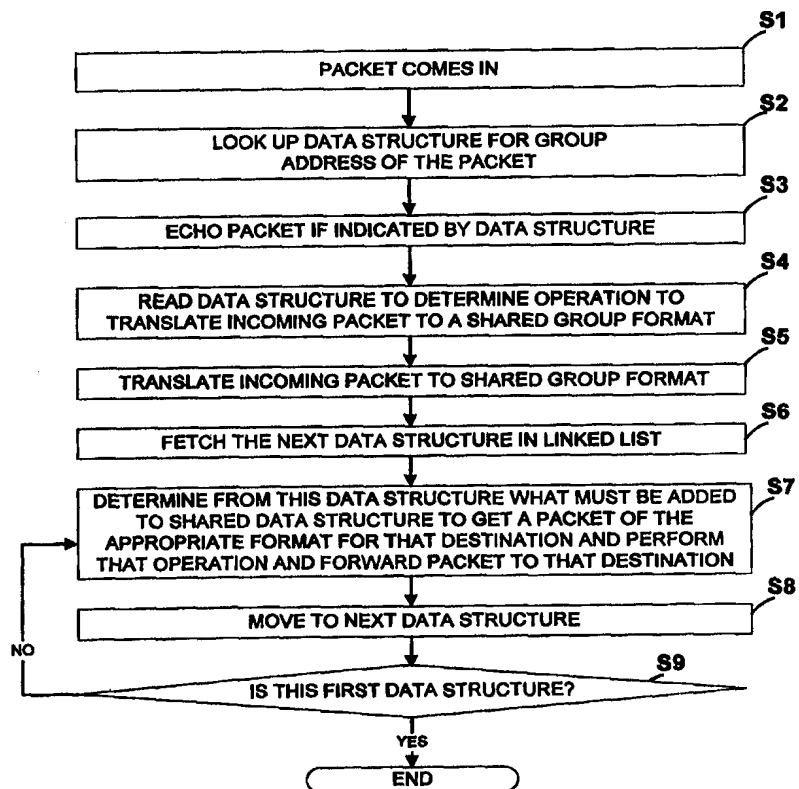 S1
PACKET COMES IN
S2
LOOK UP DATA STRUCTURE FOR GROUP
ADDRESS OF THE PACKET
S3
ECHO PACKET IF INDICATED BY DATA STRUCTURE
S4
READ DATA STRUCTURE TO DETERMINE OPERATION TO
TRANSLATE INCOMING PACKET TO A SHARED GROUP FORMAT
S5
TRANSLATE INCOMING PACKET TO SHARED GROUP FORMAT
S6
FETCH THE NEXT DATA STRUCTURE IN LINKED LIST
S7
DETERMINE FROM THIS DATA STRUCTURE WHAT MUST BE ADDED
TO SHARED DATA STRUCTURE TO GET A PACKET OF THE
APPROPRIATE FORMAT FOR THAT DESTINATION AND PERFORM
THAT OPERATION AND FORWARD PACKET TO THAT DESTINATION
S8
MOVE TO NEXT DATA STRUCTURE
NO
S9
IS THIS FIRST DATA STRUCTURE?
YES
END